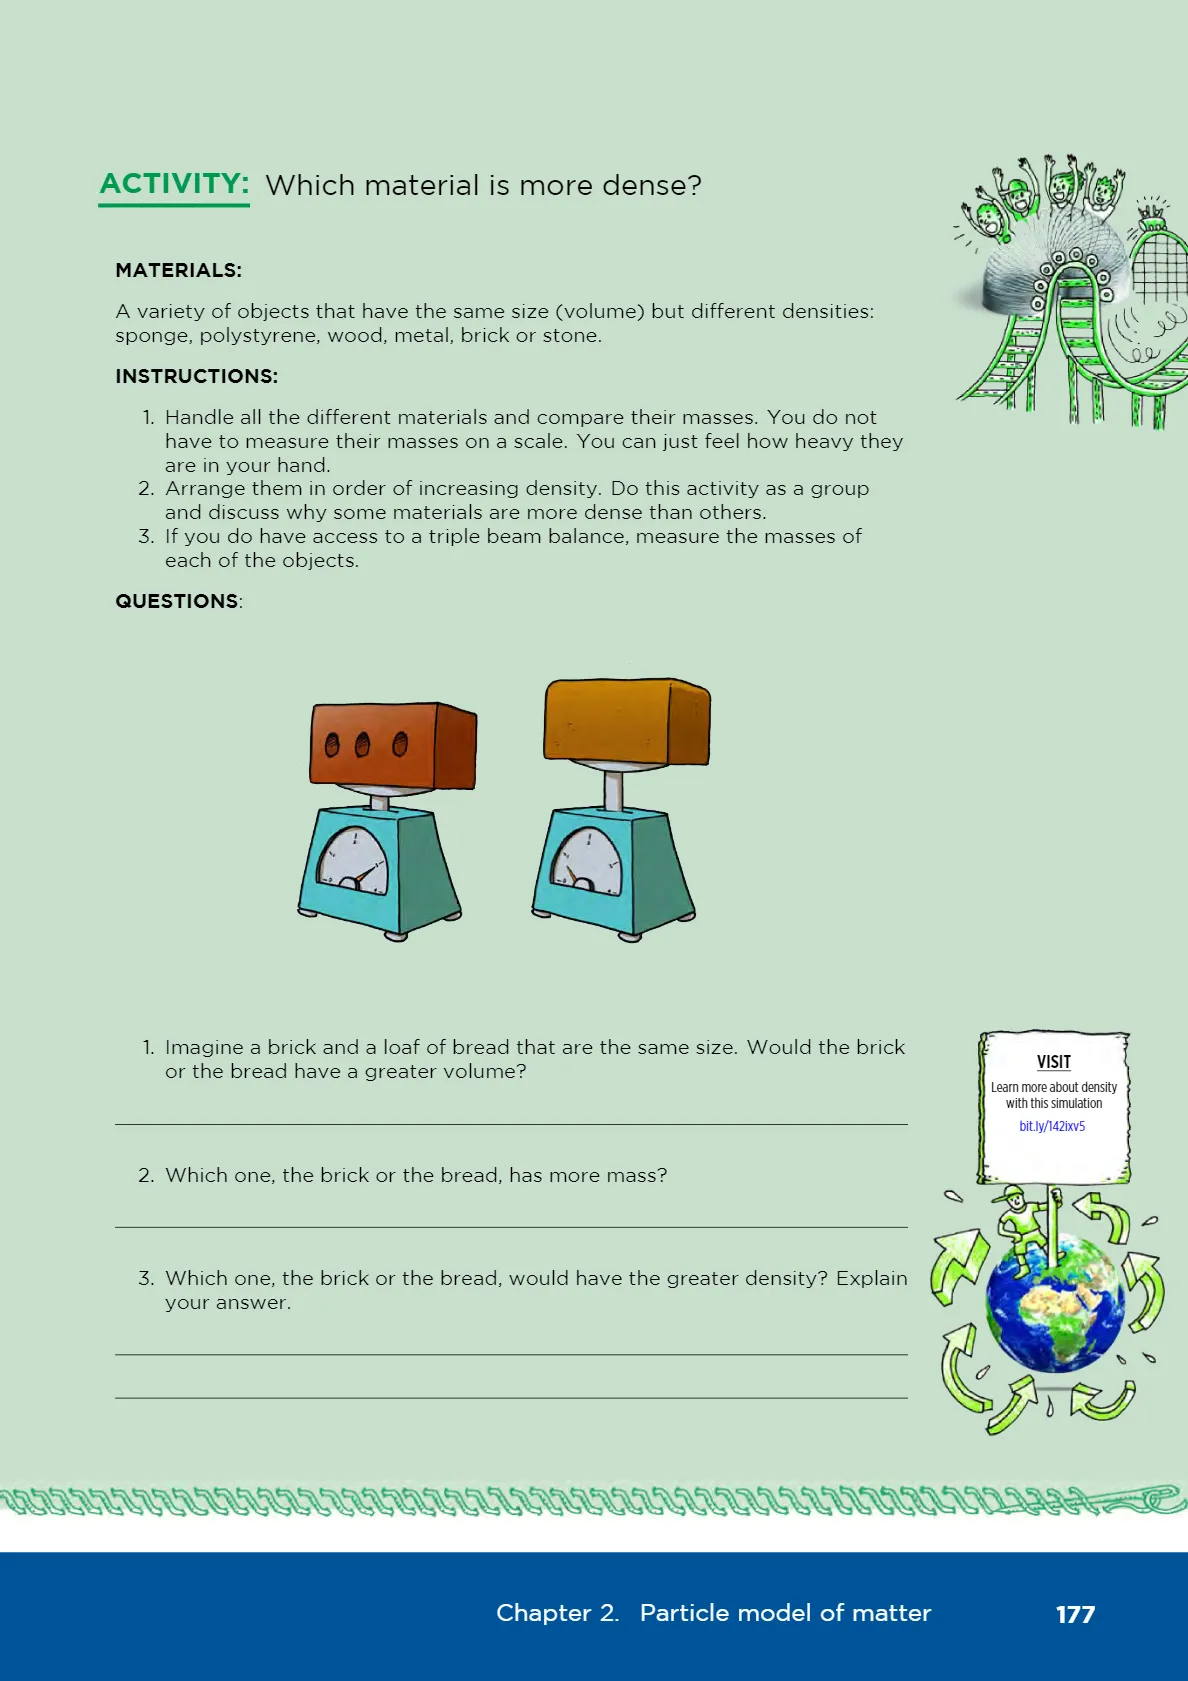 ACTIVITY: Which material is more dense?
MATERIALS:
A variety of objects that have the same size (volume) but different densities:
sponge, polystyrene, wood, metal, brick or stone.
INSTRUCTIONS:
1. Handle all the different materials and compare their masses. You do not
have to measure their masses on a scale. You can just feel how heavy they
are in your hand.
2. Arrange them in order of increasing density. Do this activity as a group
and discuss why some materials are more dense than others.
3. If you do have access to a triple beam balance, measure the masses of
each of the objects.
QUESTIONS:
1. Imagine a brick and a loaf of bread that are the same size. Would the brick
or the bread have a greater volume?
2. Which one, the brick or the bread, has more mass?
3. Which one, the brick or the bread, would have the greater density? Explain
your answer.
VISIT
Learn more about density
with this simulation
bit.ly/142ixv5
Chapter 2. Particle model of matter 177